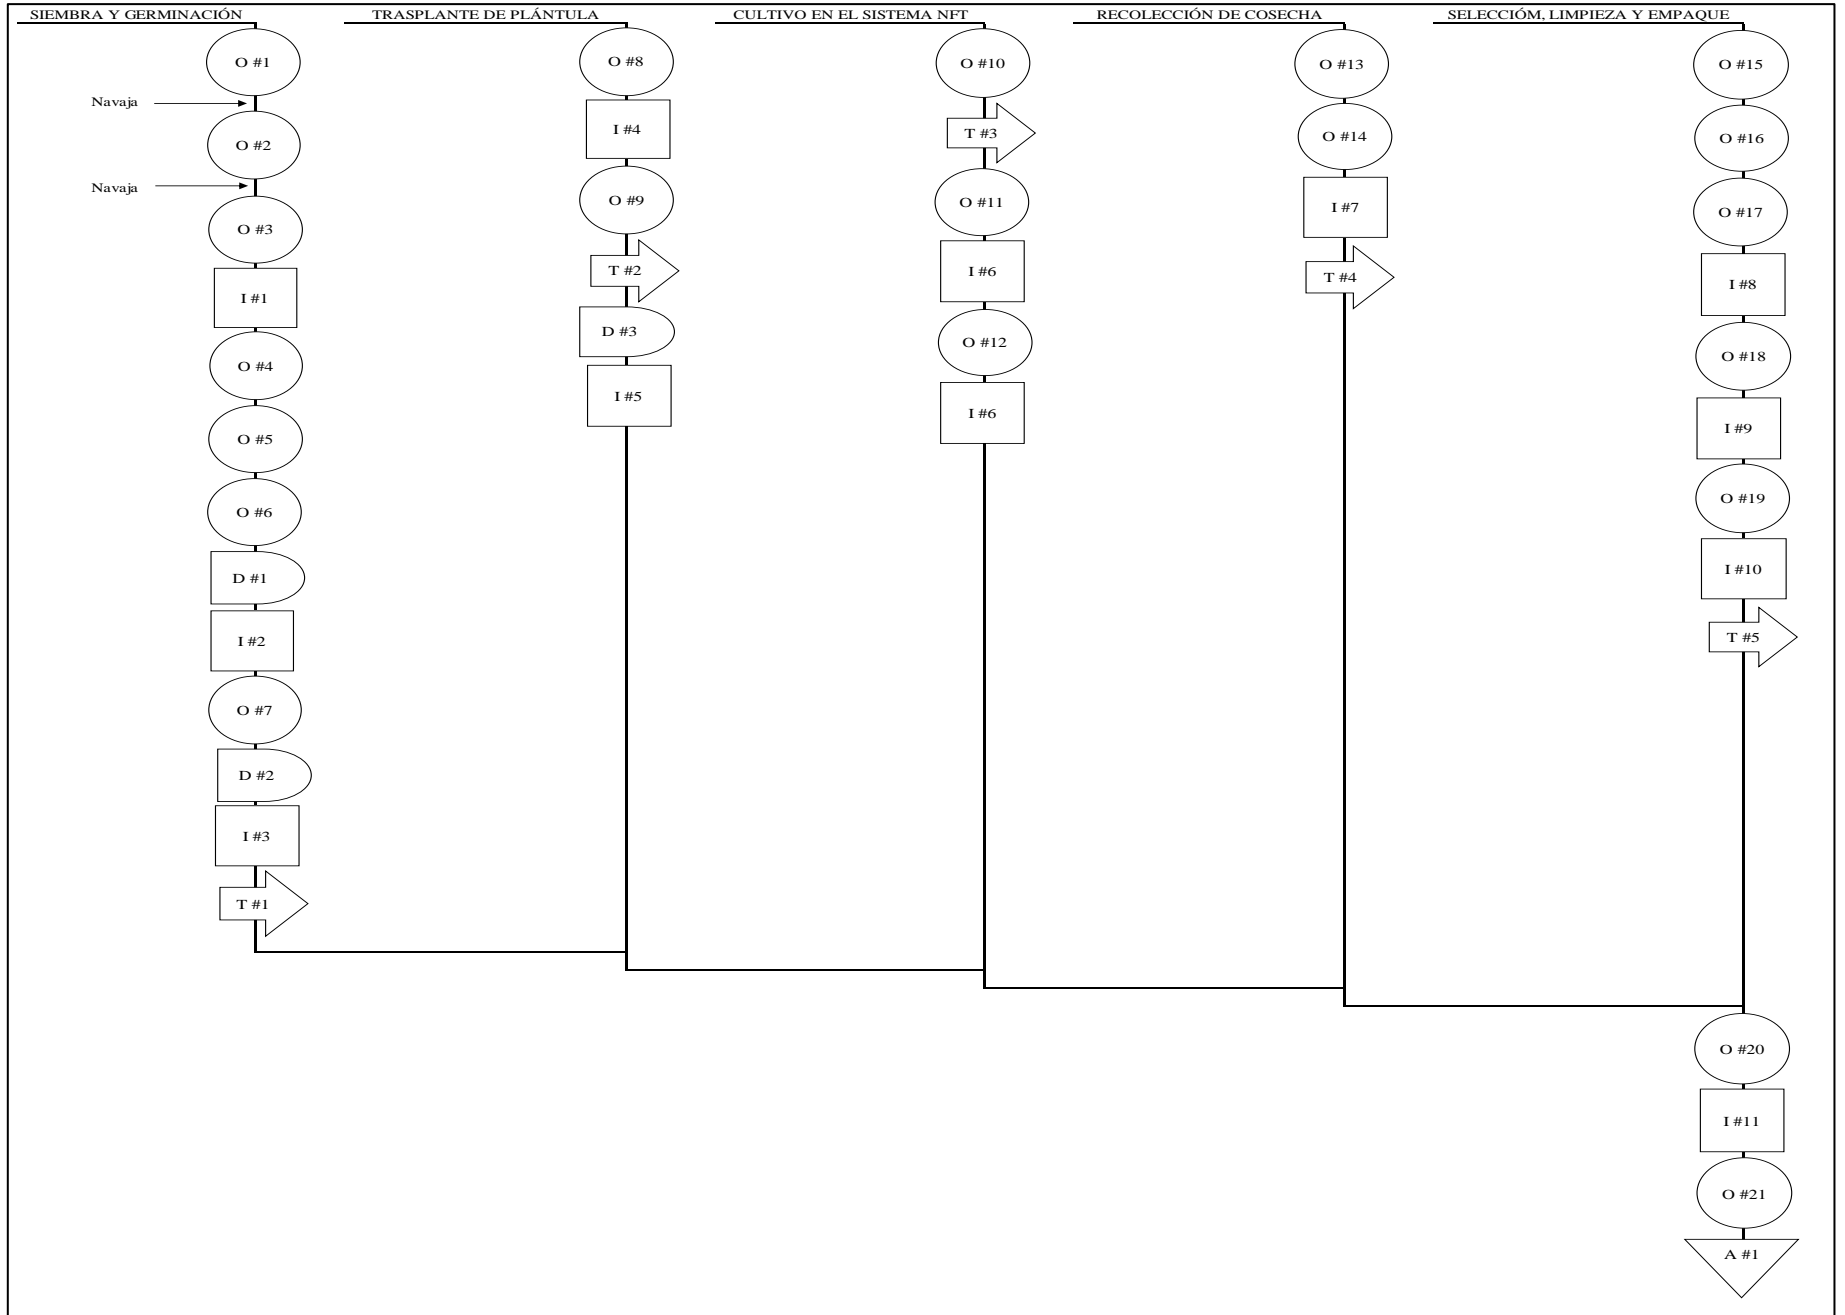 SIEMBRA Y GERMINACIÓN
O #1
Navaja
O #2
Navaja
O #3
I #1
O #4
O #5
O #6
D #1
I #2
O #7
D #2
I #3
T #1
TRASPLANTE DE PLÁNTULA
O #8
I #4
O #9
T #2
D #3
I #5
CULTIVO EN EL SISTEMA NFT
O #10
T #3
O #11
I #6
O #12
I #6
RECOLECCIÓN DE COSECHA
O #13
O #14
I #7
T #4
SELECCIÓM, LIMPIEZA Y EMPAQUE
O #15
O #16
O #17
I #8
O #18
I #9
O #19
I #10
T #5
O #20
I #11
O #21
A #1